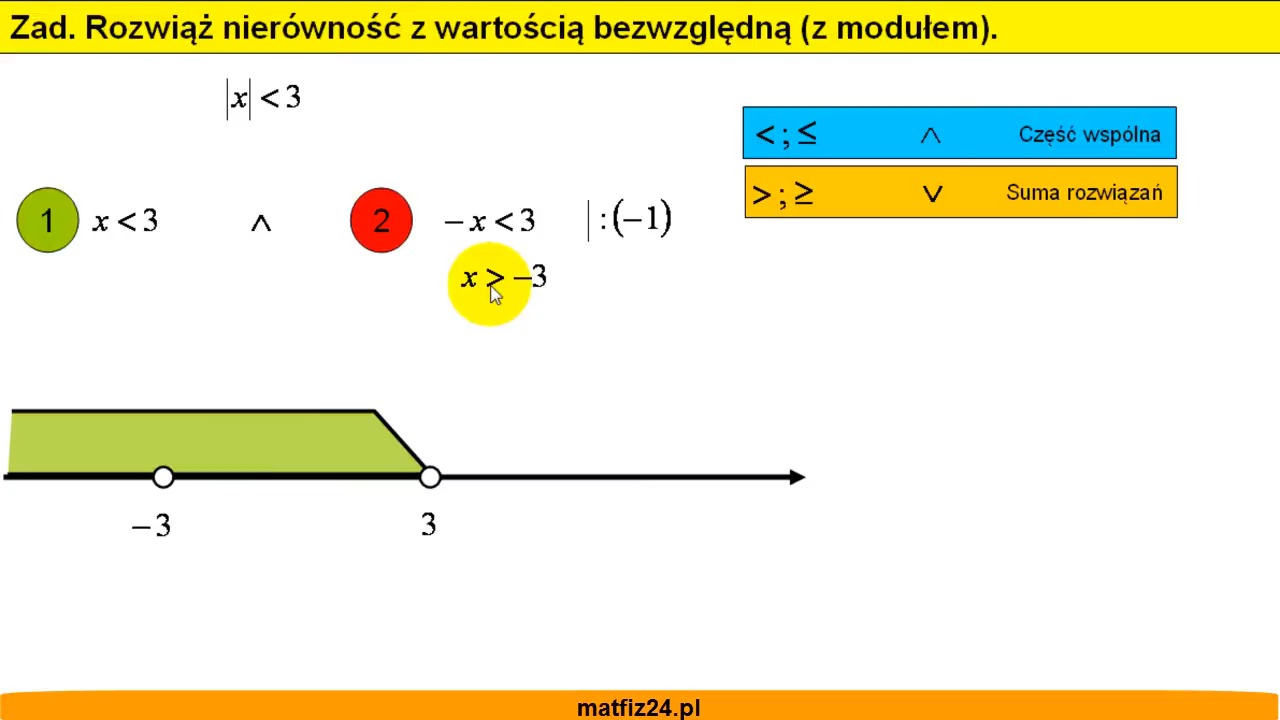 Zad. Rozwiąż nierówność z wartością bezwzględną (z modułem).
|x| < 3
< ; ≤ ∧ Część wspólna
> ; ≥ ∨ Suma rozwiązań
1 x < 3 ∧ 2 − x < 3 | : (−1)
x > −3
− 3 3
matfiz24.pl